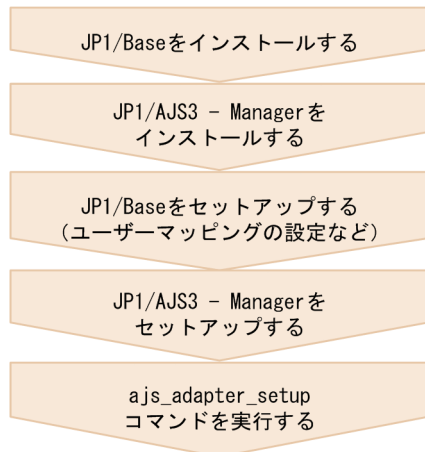 JP1/Baseをインストールする
JP1/AJS3 − Managerを
インストールする
JP1/Baseをセットアップする
（ユーザーマッピングの設定など）
JP1/AJS3 − Managerを
セットアップする
ajs_adapter_setup
コマンドを実行する